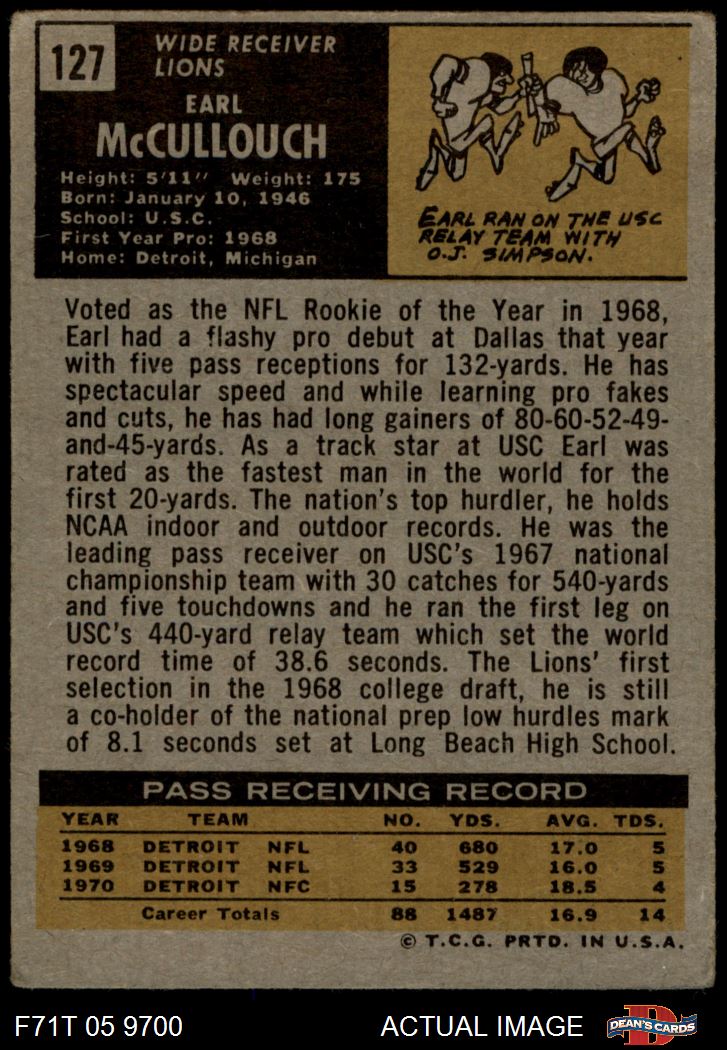 127
WIDE RECEIVER
LIONS
EARL
McCULLOUCH
Height: 5'11" Weight: 175
Born: January 10, 1946
School: U.S.C.
First Year Pro: 1968
Home: Detroit, Michigan
EARL RAN ON THE USC
RELAY TEAM WITH
O.J. SIMPSON.
Voted as the NFL Rookie of the Year in 1968,
Earl had a flashy pro debut at Dallas that year
with five pass receptions for 132-yards. He has
spectacular speed and while learning pro fakes
and cuts, he has had long gainers of 80-60-52-49-
and-45-yards. As a track star at USC Earl was
rated as the fastest man in the world for the
first 20-yards. The nation's top hurdler, he holds
NCAA indoor and outdoor records. He was the
leading pass receiver on USC's 1967 national
championship team with 30 catches for 540-yards
and five touchdowns and he ran the first leg on
USC's 440-yard relay team which set the world
record time of 38.6 seconds. The Lions' first
selection in the 1968 college draft, he is still
a co-holder of the national prep low hurdles mark
of 8.1 seconds set at Long Beach High School.
PASS RECEIVING RECORD
YEAR TEAM NO. YDS. AVG. TDS.
1968 DETROIT NFL 40 680 17.0 5
1969 DETROIT NFL 33 529 16.0 5
1970 DETROIT NFC 15 278 18.5 4
Career Totals 88 1487 16.9 14
© T.C.G. PRTD. IN U.S.A.
F71T 05 9700 ACTUAL IMAGE D DEAN'S CARDS